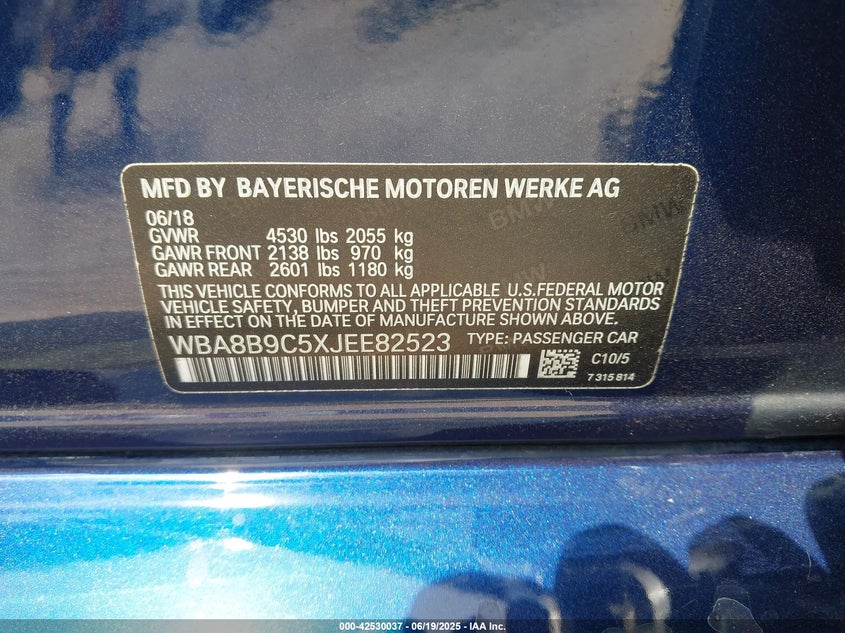 MFD BY BAYERISCHE MOTOREN WERKE AG
06/18
GVWR 4530 lbs 2055 kg
GAWR FRONT 2138 lbs 970 kg
GAWR REAR 2601 lbs 1180 kg
THIS VEHICLE CONFORMS TO ALL APPLICABLE U.S.FEDERAL MOTOR
VEHICLE SAFETY, BUMPER AND THEFT PREVENTION STANDARDS
IN EFFECT ON THE DATE OF MANUFACTURE SHOWN ABOVE.
WBA8B9C5XJEE82523 TYPE: PASSENGER CAR
C10/5
7 315 814
BMW
BMW
BMW
000-42530037 - 06/19/2025 - IAA Inc.